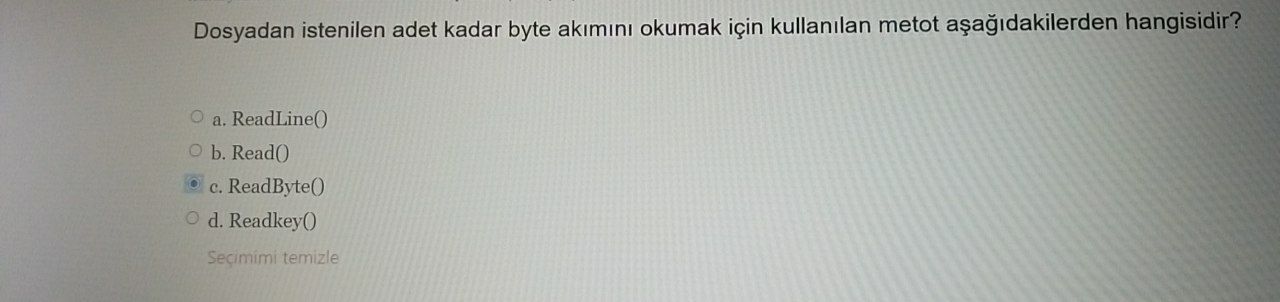 Dosyadan istenilen adet kadar byte akımını okumak için kullanılan metot aşağıdakilerden hangisidir?
a. ReadLine()
b. Read()
c. ReadByte()
d. Readkey()
Seçimimi temizle